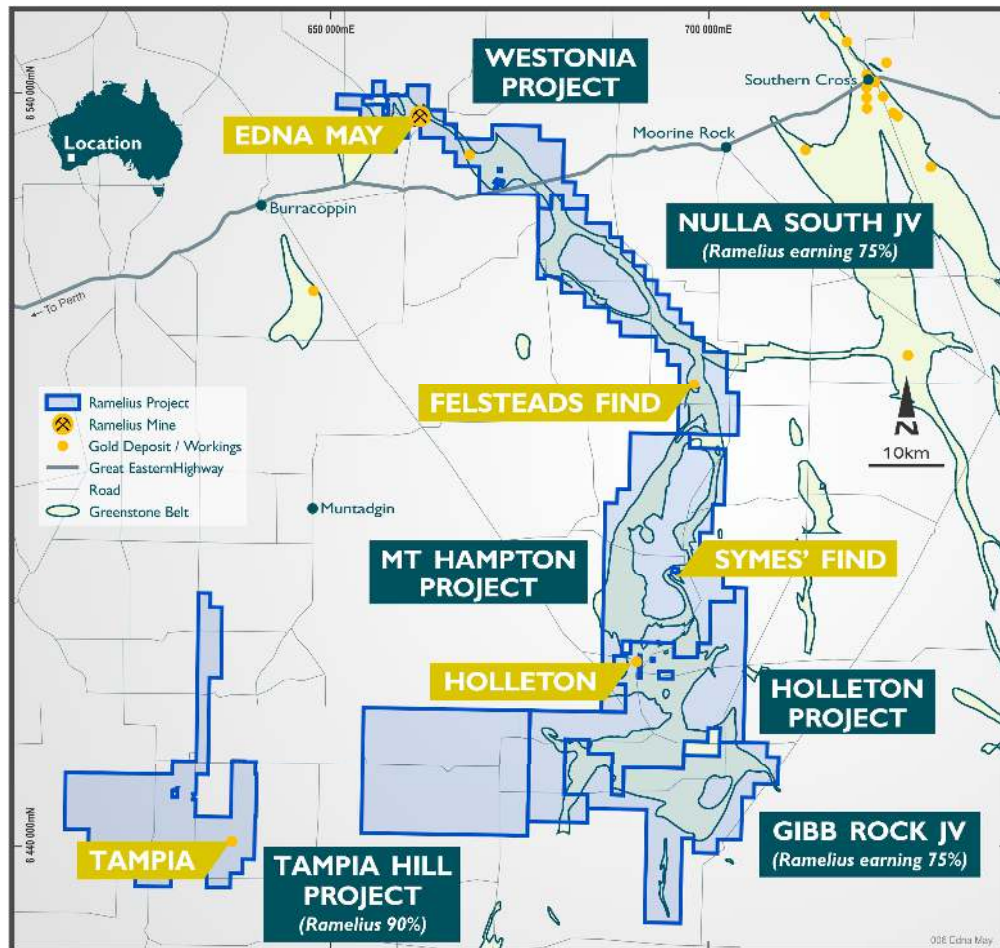 650 000mE
700 000mE
6 540 000mN
WESTONIA
PROJECT
Southern Cross
Location
EDNA MAY
Moorine Rock
Burracoppin
NULLA SOUTH JV
(Ramelius earning 75%)
← To Perth
FELSTEADS FIND
N
10km
Ramelius Project
Ramelius Mine
Gold Deposit / Workings
Great EasternHighway
Road
Greenstone Belt
Muntadgin
MT HAMPTON
PROJECT
SYMES' FIND
HOLLETON
HOLLETON
PROJECT
6 440 000mN
TAMPIA
TAMPIA HILL
PROJECT
(Ramelius 90%)
GIBB ROCK JV
(Ramelius earning 75%)
006 Edna May